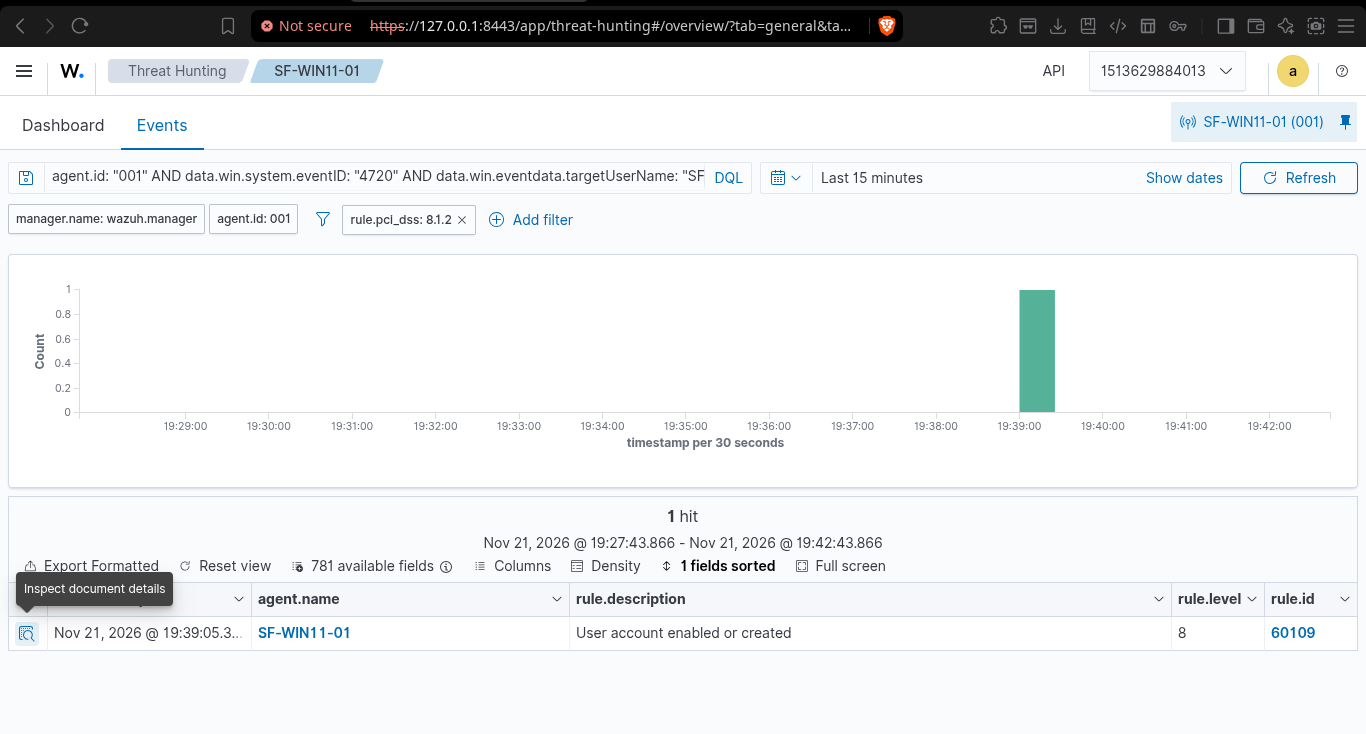 Not secure https://127.0.0.1:8443/app/threat-hunting#/overview/?tab=general&ta...
W. Threat Hunting SF-WIN11-01 API 1513629884013 a
Dashboard Events SF-WIN11-01 (001)
agent.id: "001" AND data.win.system.eventID: "4720" AND data.win.eventdata.targetUserName: "SF DQL Last 15 minutes Show dates Refresh
manager.name: wazuh.manager agent.id: 001 rule.pci_dss: 8.1.2 Add filter
1
0.8
0.6
0.4
0.2
0
Count
19:29:00 19:30:00 19:31:00 19:32:00 19:33:00 19:34:00 19:35:00 19:36:00 19:37:00 19:38:00 19:39:00 19:40:00 19:41:00 19:42:00
timestamp per 30 seconds
1 hit
Nov 21, 2026 @ 19:27:43.866 - Nov 21, 2026 @ 19:42:43.866
Export Formatted Reset view 781 available fields Columns Density 1 fields sorted Full screen
Inspect document details
agent.name rule.description rule.level rule.id
Nov 21, 2026 @ 19:39:05.3... SF-WIN11-01 User account enabled or created 8 60109